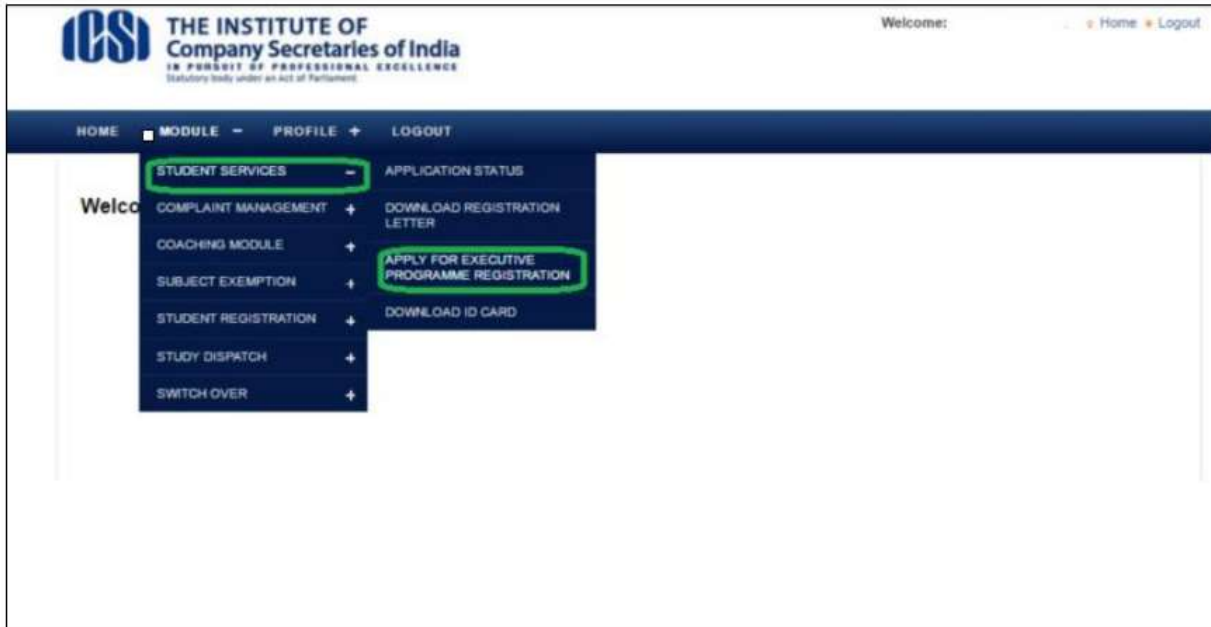 ICSI
THE INSTITUTE OF
Company Secretaries of India
IN PURSUIT OF PROFESSIONAL EXCELLENCE
Statutory body under an Act of Parliament
Welcome:
Home Logout
HOME MODULE - PROFILE + LOGOUT
STUDENT SERVICES -
COMPLAINT MANAGEMENT +
COACHING MODULE +
SUBJECT EXEMPTION +
STUDENT REGISTRATION +
STUDY DISPATCH +
SWITCH OVER +
APPLICATION STATUS
DOWNLOAD REGISTRATION
LETTER
APPLY FOR EXECUTIVE
PROGRAMME REGISTRATION
DOWNLOAD ID CARD
Welco